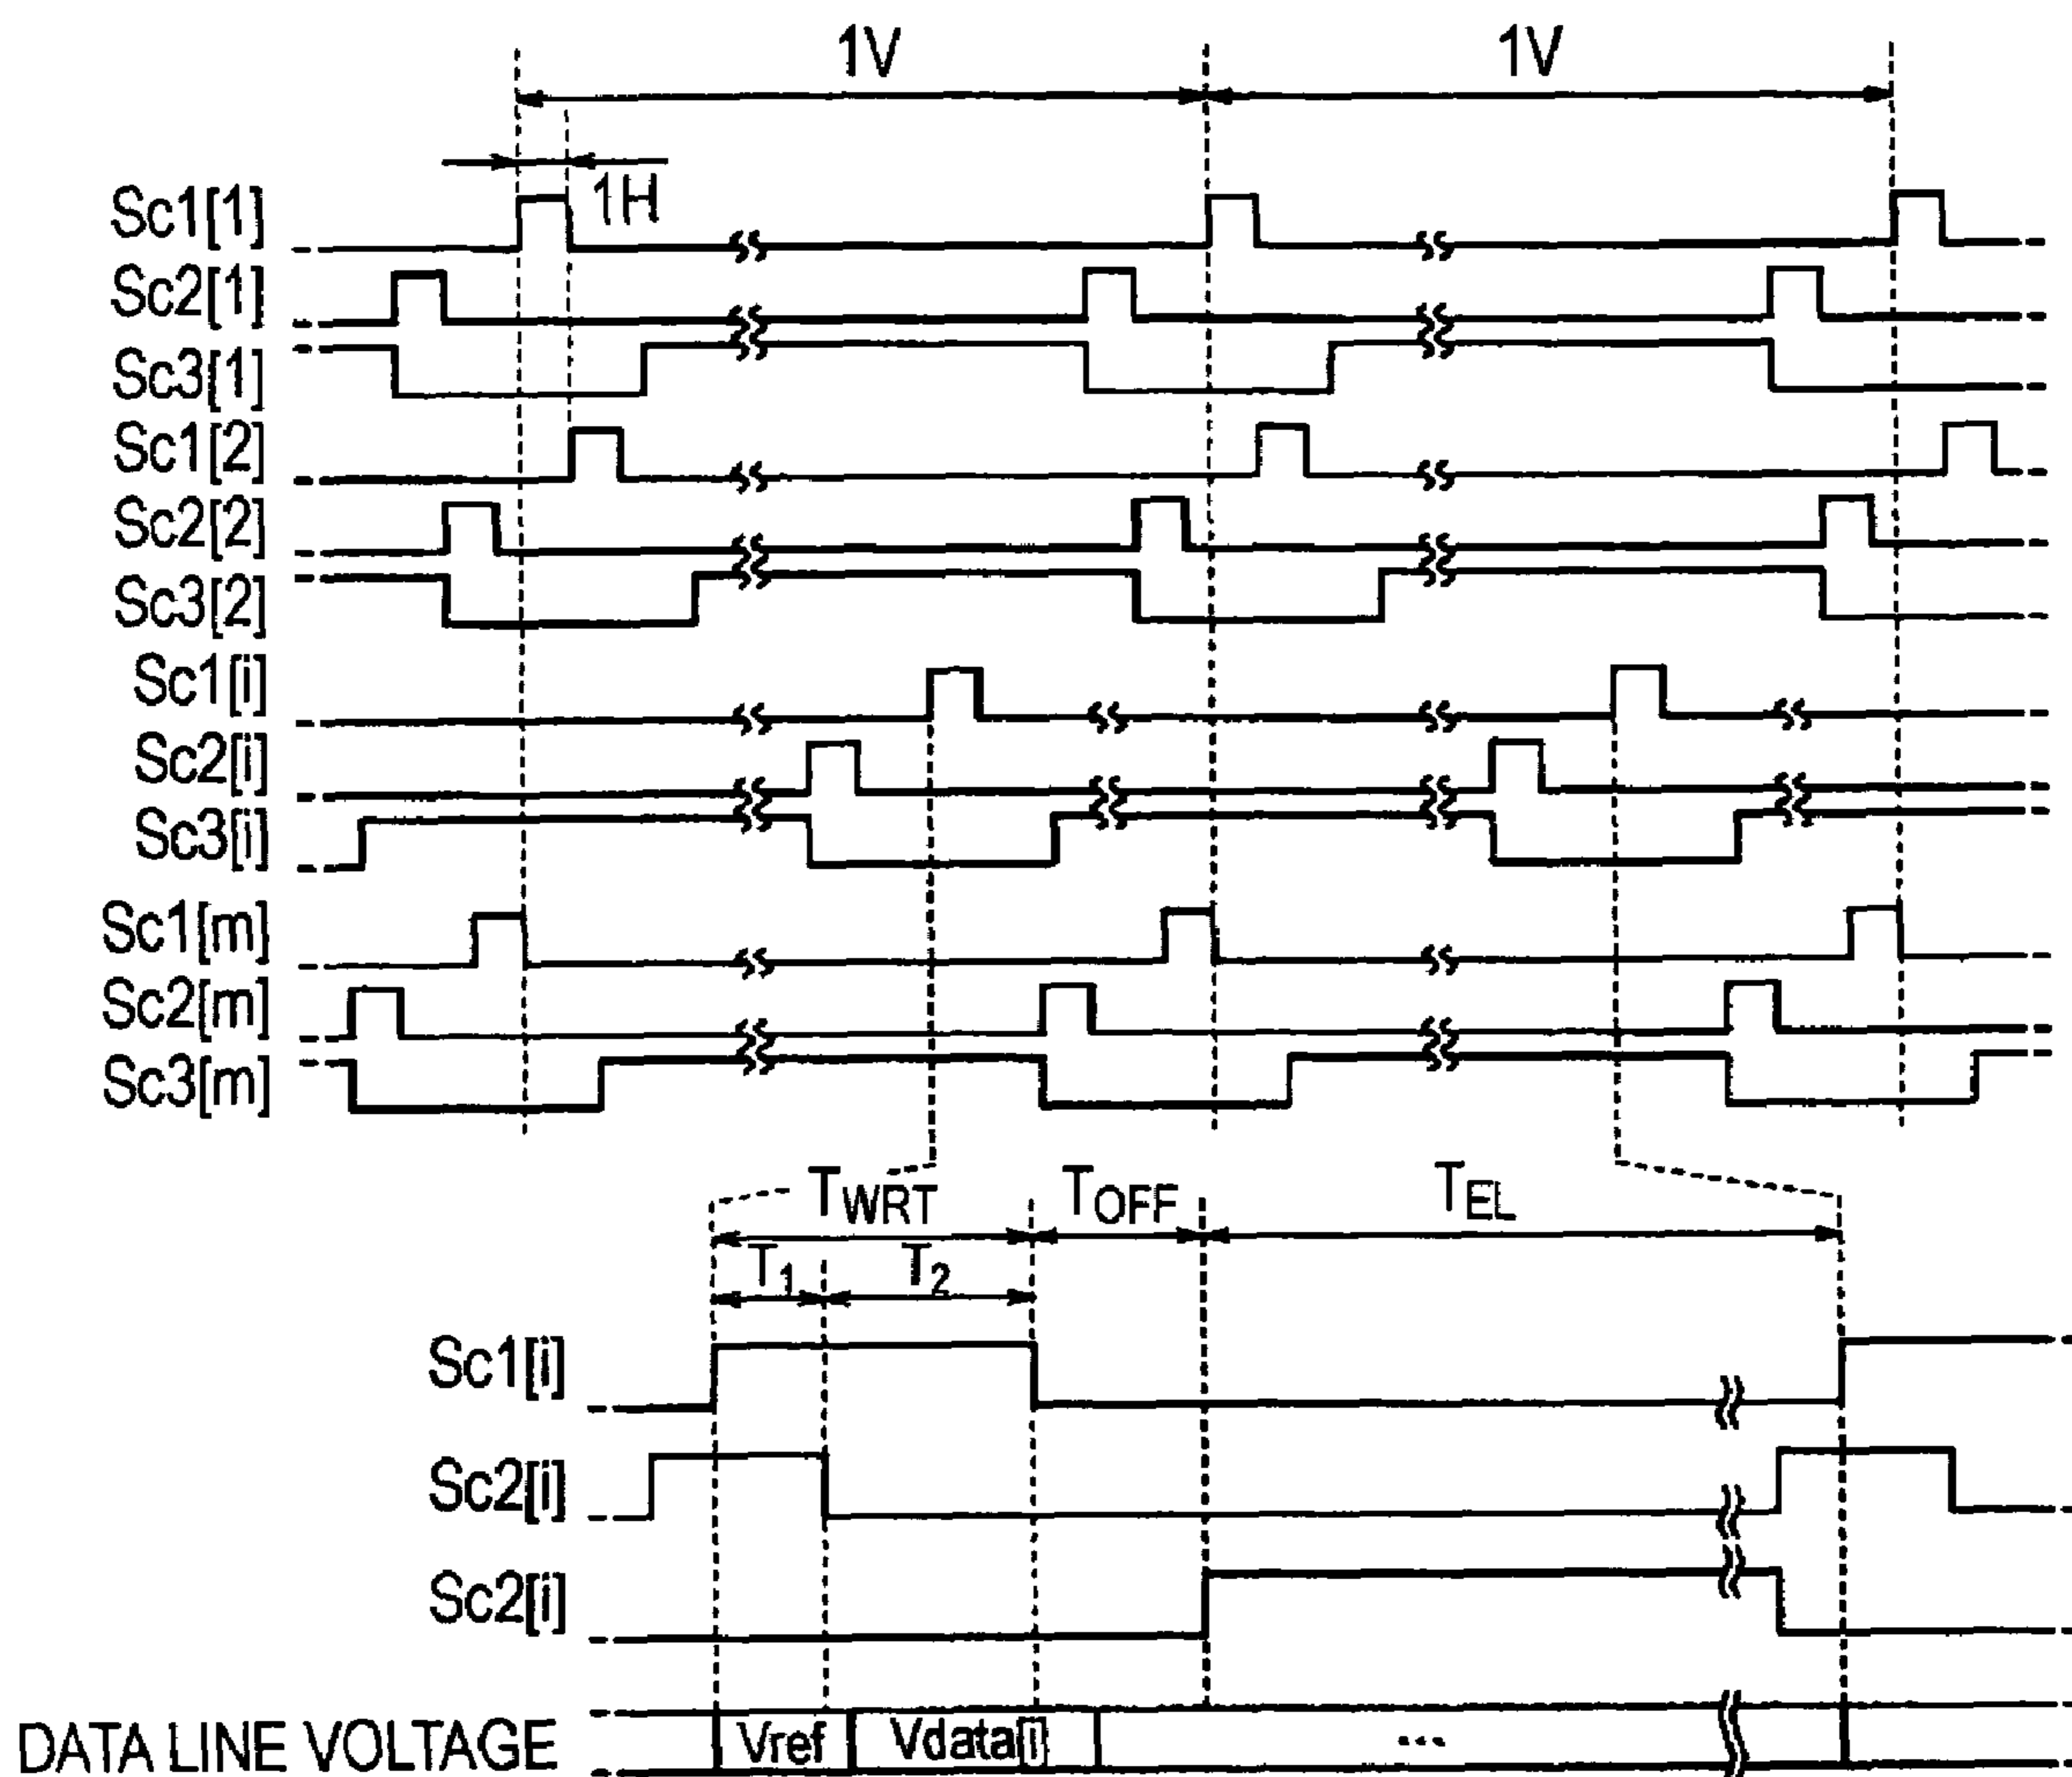 1V 1V
1H
Sc1[1]
Sc2[1]
Sc3[1]
Sc1[2]
Sc2[2]
Sc3[2]
Sc1[i]
Sc2[i]
Sc3[i]
Sc1[m]
Sc2[m]
Sc3[m]
TWRT TOFF TEL
T1 T2
Sc1[i]
Sc2[i]
Sc2[i]
DATA LINE VOLTAGE Vref Vdata[i] ...